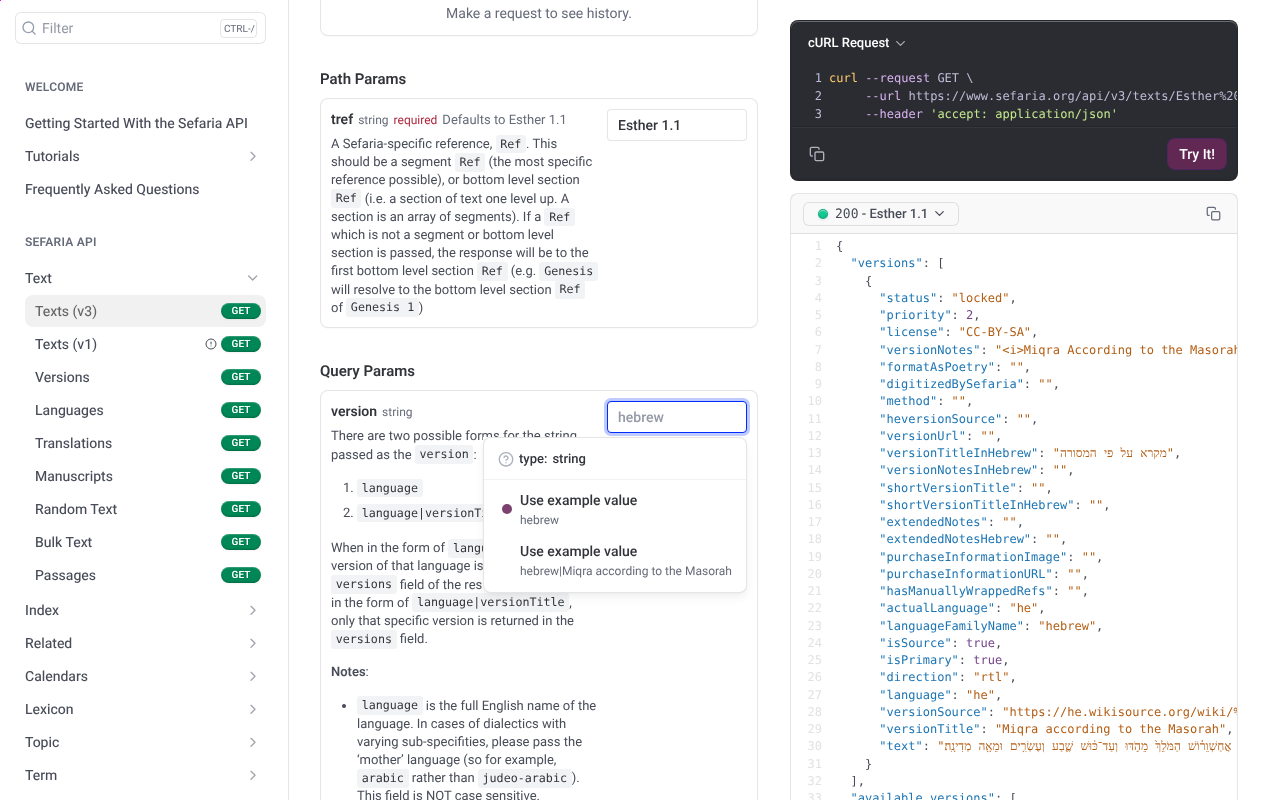 Filter
CTRL-/
WELCOME
Getting Started With the Sefaria API
Tutorials
Frequently Asked Questions
SEFARIA API
Text
Texts (v3) GET
Texts (v1) GET
Versions GET
Languages GET
Translations GET
Manuscripts GET
Random Text GET
Bulk Text GET
Passages GET
Index
Related
Calendars
Lexicon
Topic
Term
Make a request to see history.
Path Params
tref string required Defaults to Esther 1.1
Esther 1.1
A Sefaria-specific reference, Ref. This
should be a segment Ref (the most specific
reference possible), or bottom level section
Ref (i.e. a section of text one level up. A
section is an array of segments). If a Ref
which is not a segment or bottom level
section is passed, the response will be to the
first bottom level section Ref (e.g. Genesis
will resolve to the bottom level section Ref
of Genesis 1)
Query Params
version string
hebrew
There are two possible forms for the string
passed as the version:
1. language
2. language|versionTi
When in the form of langu
version of that language is
versions field of the res
in the form of language|versionTitle,
only that specific version is returned in the
versions field.
type: string
Use example value
hebrew
Use example value
hebrew|Miqra according to the Masorah
Notes:
• language is the full English name of the
language. In cases of dialectics with
varying sub-specifities, please pass the
‘mother’ language (so for example,
arabic rather than judeo-arabic).
This field is NOT case sensitive.
cURL Request
1 curl --request GET \
2 --url https://www.sefaria.org/api/v3/texts/Esther%20
3 --header 'accept: application/json'
Try It!
200 - Esther 1.1
1 {
2 "versions": [
3 {
4 "status": "locked",
5 "priority": 2,
6 "license": "CC-BY-SA",
7 "versionNotes": "<i>Miqra According to the Masorah
8 "formatAsPoetry": "",
9 "digitizedBySefaria": "",
10 "method": "",
11 "heversionSource": "",
12 "versionUrl": "",
13 "versionTitleInHebrew": "מקרא על פי המסורה",
14 "versionNotesInHebrew": "",
15 "shortVersionTitle": "",
16 "shortVersionTitleInHebrew": "",
17 "extendedNotes": "",
18 "extendedNotesHebrew": "",
19 "purchaseInformationImage": "",
20 "purchaseInformationURL": "",
21 "hasManuallyWrappedRefs": "",
22 "actualLanguage": "he",
23 "languageFamilyName": "hebrew",
24 "isSource": true,
25 "isPrimary": true,
26 "direction": "rtl",
27 "language": "he",
28 "versionSource": "https://he.wikisource.org/wiki/%
29 "versionTitle": "Miqra according to the Masorah",
30 "text": "אֲחַשְׁוֵר֗וֹשׁ הַמֹּלֵךְ֙ מֵהֹ֣דּוּ וְעַד־כּ֔וּשׁ שֶׁ֛בַע וְעֶשְׂרִ֥ים וּמֵאָ֖ה מְדִינָֽה׃
31 }
32 ],
33 "available_versions": [